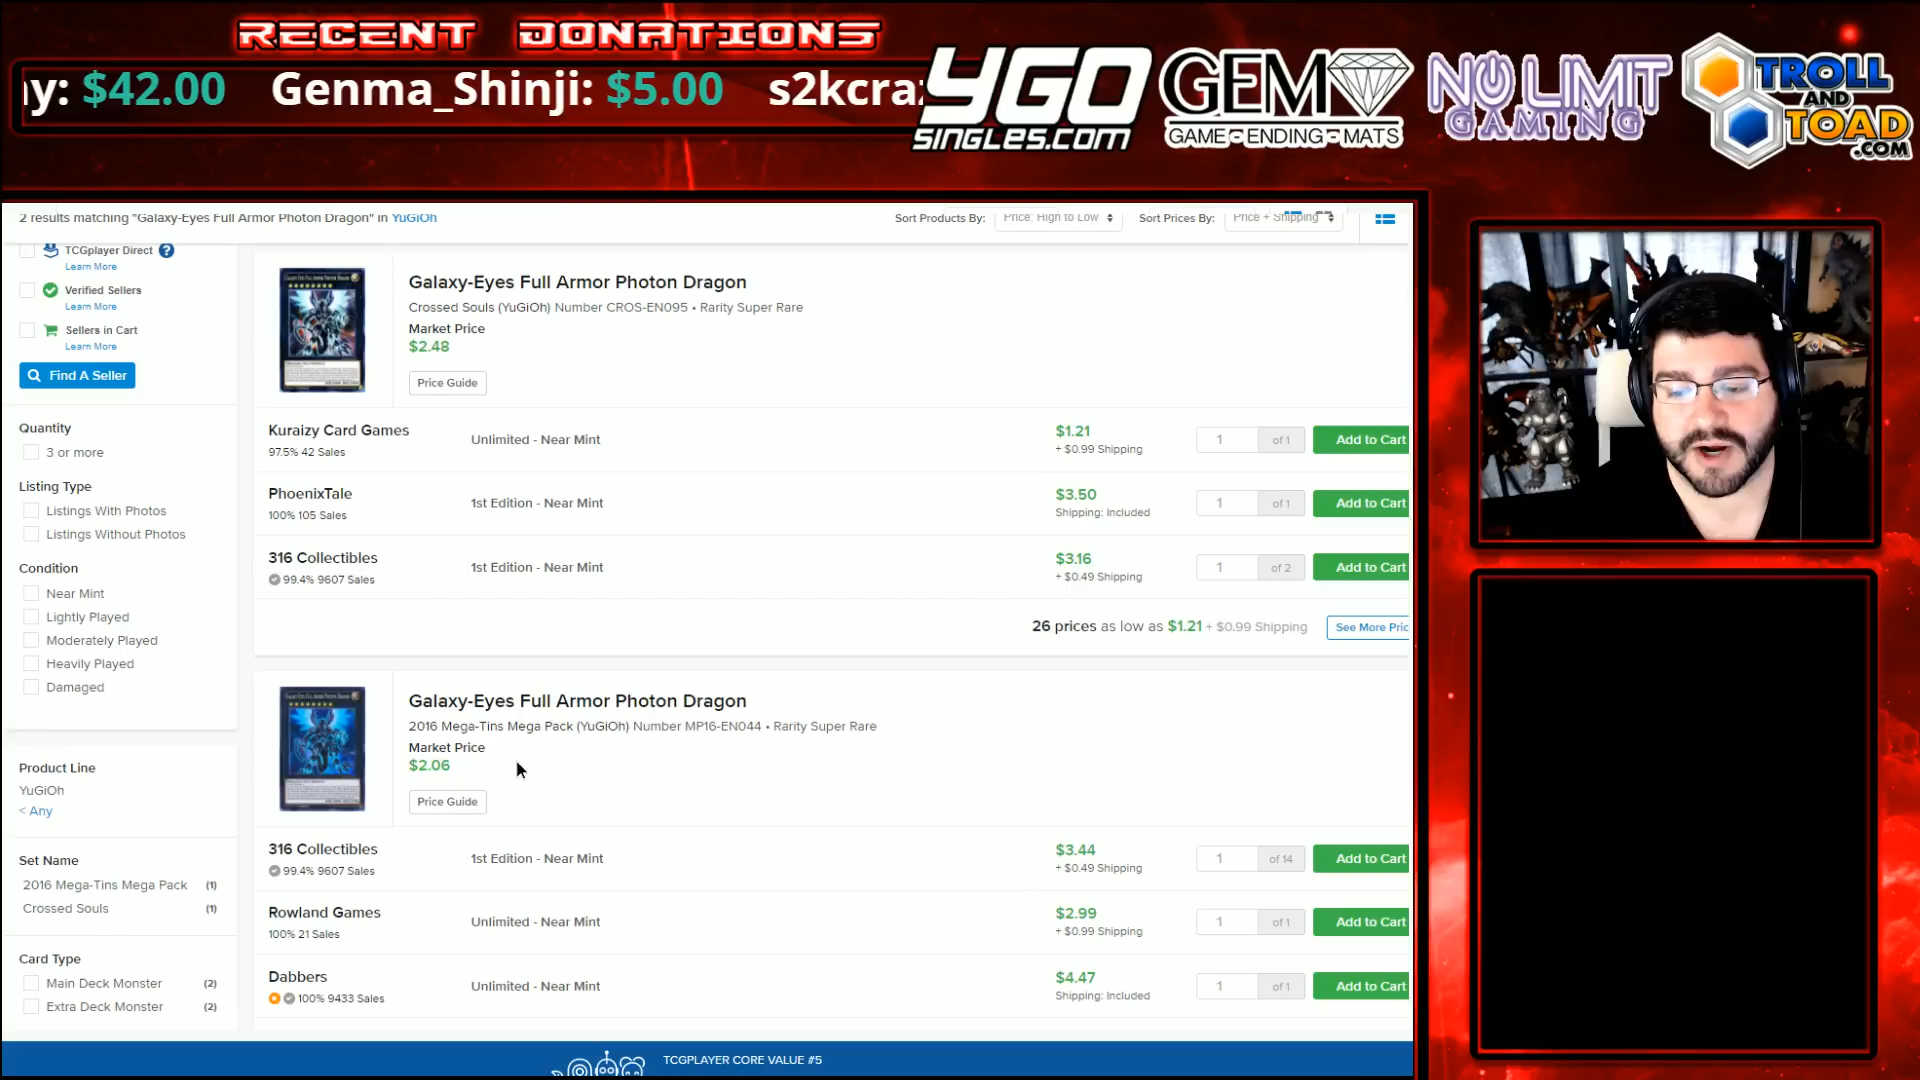 RECENT DONATIONS
ny: $42.00 Genma_Shinji: $5.00 s2kcra
YGO
SINGLES.COM
GEM
GAME-ENDING-MATS
NO LIMIT
GAMING
TROLL
AND
TOAD
.COM
2 results matching "Galaxy-Eyes Full Armor Photon Dragon" in YuGiOh
Sort Products By: Price: High to Low Sort Prices By: Price + Shipping
TCGplayer Direct ?
Learn More
Verified Sellers
Learn More
Sellers in Cart
Learn More
Find A Seller
Quantity
3 or more
Listing Type
Listings With Photos
Listings Without Photos
Condition
Near Mint
Lightly Played
Moderately Played
Heavily Played
Damaged
Product Line
YuGiOh
< Any
Set Name
2016 Mega-Tins Mega Pack (1)
Crossed Souls (1)
Card Type
Main Deck Monster (2)
Extra Deck Monster (2)
Galaxy-Eyes Full Armor Photon Dragon
Crossed Souls (YuGiOh) Number CROS-EN095 • Rarity Super Rare
Market Price
$2.48
Price Guide
Kuraizy Card Games
97.5% 42 Sales
Unlimited - Near Mint
$1.21
+ $0.99 Shipping
1 of 1
Add to Cart
PhoenixTale
100% 105 Sales
1st Edition - Near Mint
$3.50
Shipping: Included
1 of 1
Add to Cart
316 Collectibles
99.4% 9607 Sales
1st Edition - Near Mint
$3.16
+ $0.49 Shipping
1 of 2
Add to Cart
26 prices as low as $1.21 + $0.99 Shipping
See More Pric
Galaxy-Eyes Full Armor Photon Dragon
2016 Mega-Tins Mega Pack (YuGiOh) Number MP16-EN044 • Rarity Super Rare
Market Price
$2.06
Price Guide
316 Collectibles
99.4% 9607 Sales
1st Edition - Near Mint
$3.44
+ $0.49 Shipping
1 of 14
Add to Cart
Rowland Games
100% 21 Sales
Unlimited - Near Mint
$2.99
+ $0.99 Shipping
1 of 1
Add to Cart
Dabbers
100% 9433 Sales
Unlimited - Near Mint
$4.47
Shipping: Included
1 of 1
Add to Cart
TCGPLAYER CORE VALUE #5